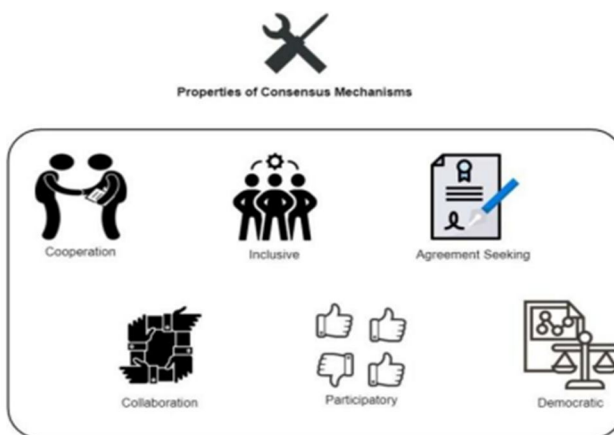 Properties of Consensus Mechanisms
Cooperation
Inclusive
Agreement Seeking
Collaboration
Participatory
Democratic